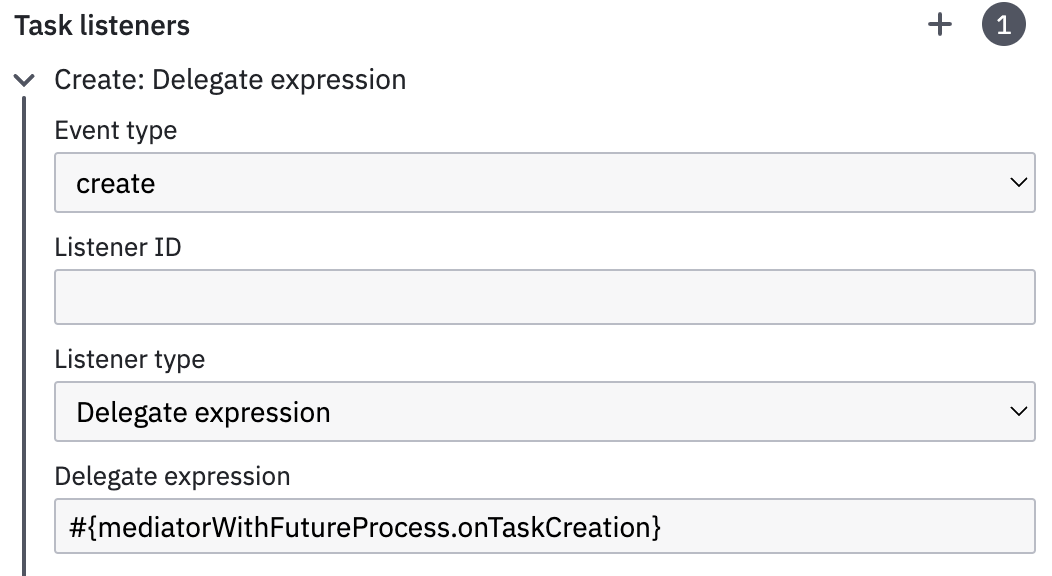 Task listeners
1
Create: Delegate expression
Event type
create
Listener ID
Listener type
Delegate expression
Delegate expression
#{mediatorWithFutureProcess.onTaskCreation}